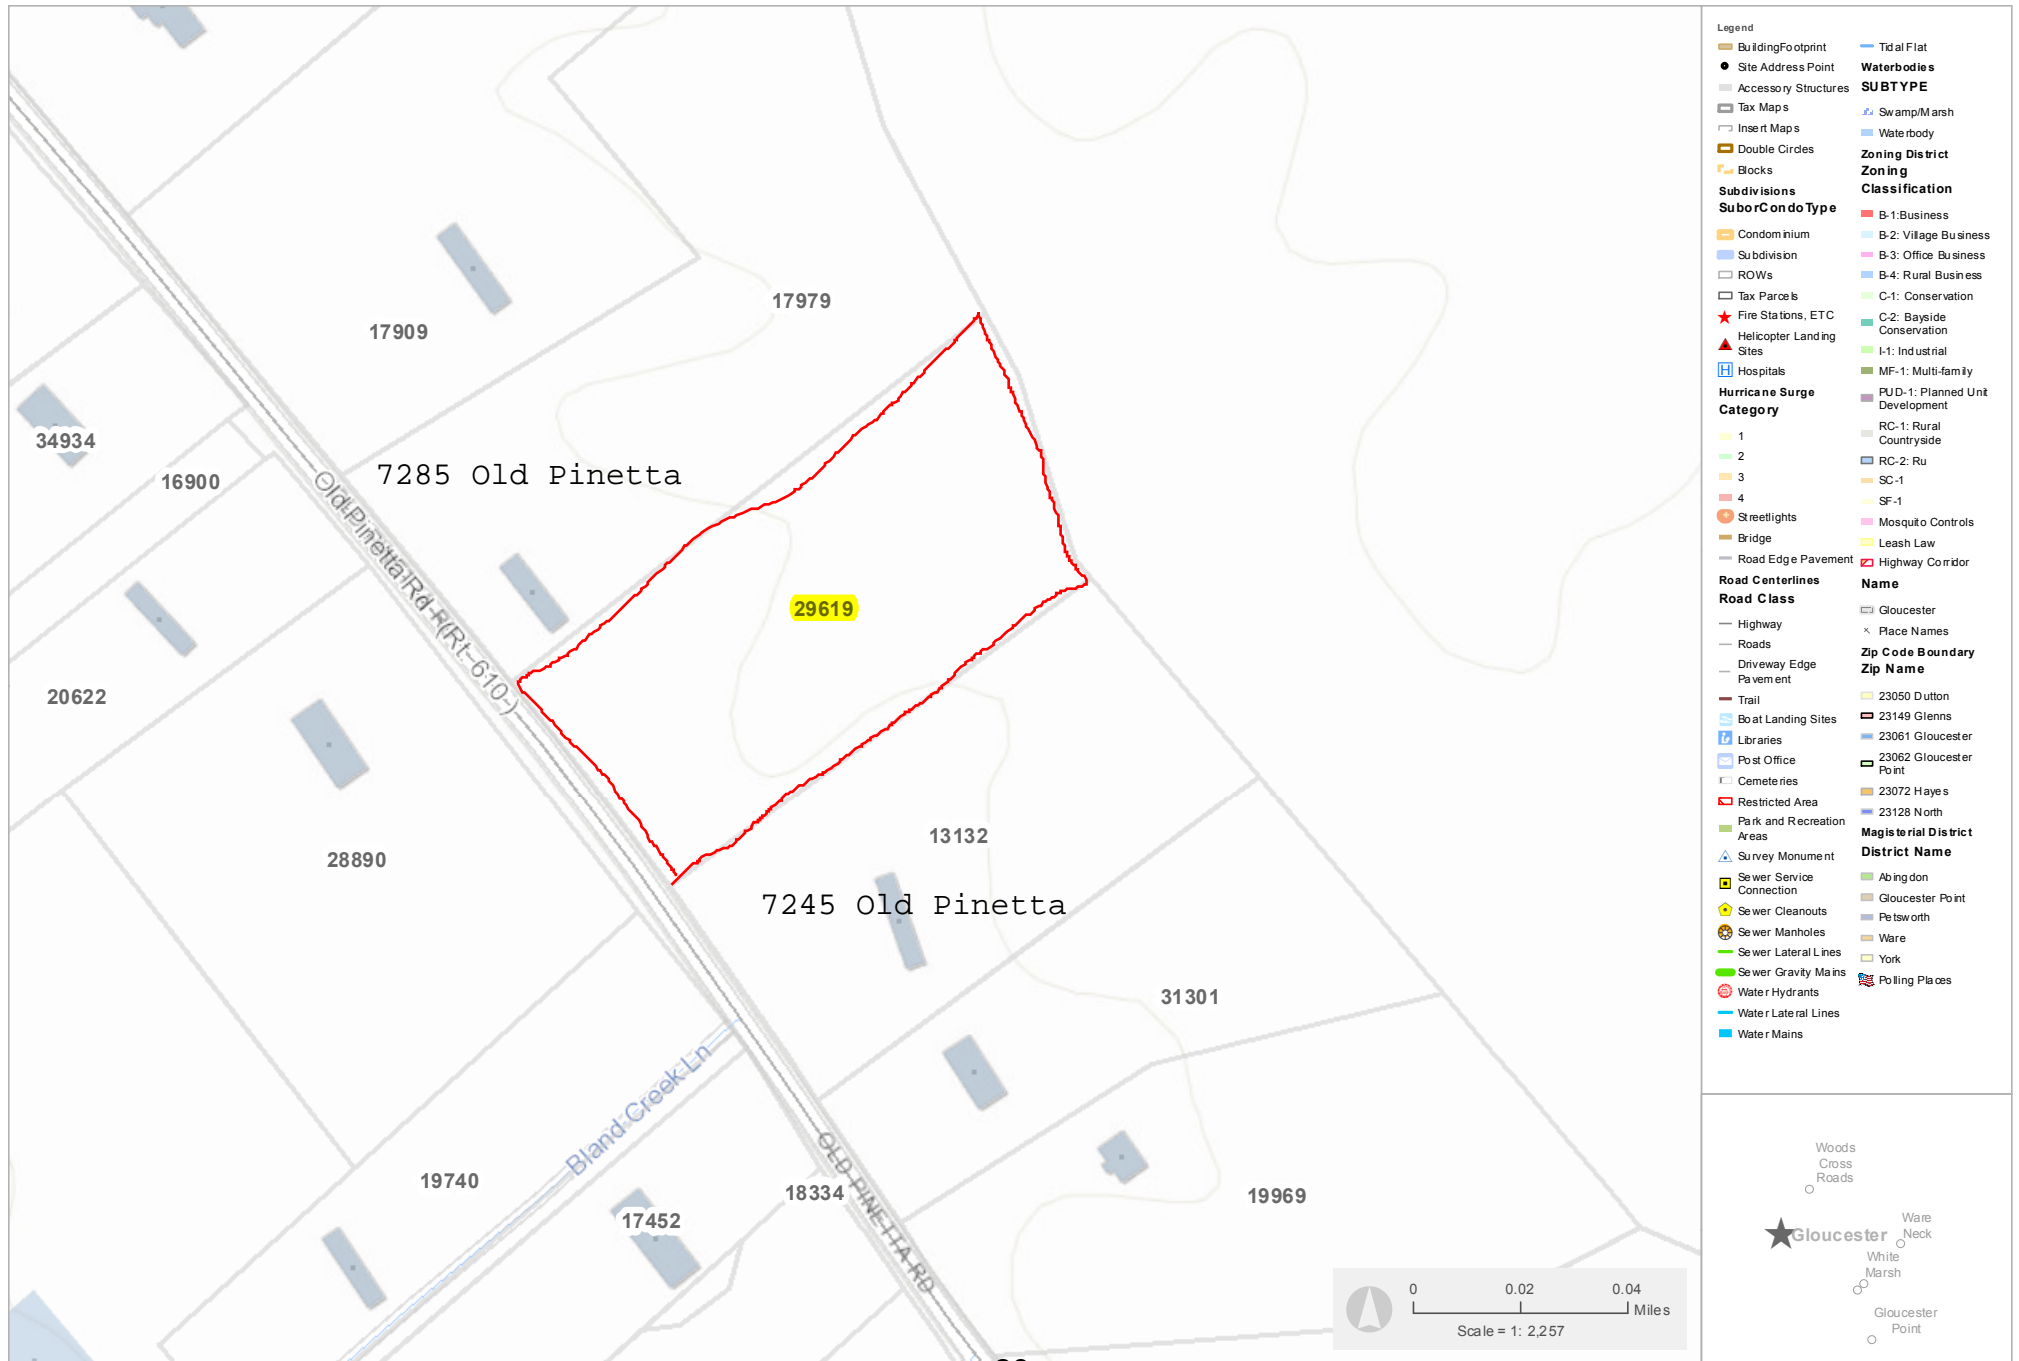 17979
17909
34934
7285 Old Pinetta
16900
Old Pinetta Rd (Rt. 610)
29619
20622
13132
28890
7245 Old Pinetta
31301
Bland Creek Ln
OLD PINETTA RD
19740
18334
19969
17452
0 0.02 0.04
Miles
Scale = 1: 2,257
Legend
BuildingFootprint
Site Address Point
Accessory Structures
Tax Maps
Insert Maps
Double Circles
Blocks
Subdivisions
SuborCondoType
Condominium
Subdivision
ROWs
Tax Parcels
Fire Stations, ETC
Helicopter Landing
Sites
Hospitals
Hurricane Surge
Category
1
2
3
4
Streetlights
Bridge
Road Edge Pavement
Road Centerlines
Road Class
Highway
Roads
Driveway Edge
Pavement
Trail
Boat Landing Sites
Libraries
Post Office
Cemeteries
Restricted Area
Park and Recreation
Areas
Survey Monument
Sewer Service
Connection
Sewer Cleanouts
Sewer Manholes
Sewer Lateral Lines
Sewer Gravity Mains
Water Hydrants
Water Lateral Lines
Water Mains
Tidal Flat
Waterbodies
SUBTYPE
Swamp/Marsh
Waterbody
Zoning District
Zoning
Classification
B-1:Business
B-2: Village Business
B-3: Office Business
B-4: Rural Business
C-1: Conservation
C-2: Bayside
Conservation
I-1: Industrial
MF-1: Multi-family
PUD-1: Planned Unit
Development
RC-1: Rural
Countryside
RC-2: Ru
SC-1
SF-1
Mosquito Controls
Leash Law
Highway Corridor
Name
Gloucester
Place Names
Zip Code Boundary
Zip Name
23050 Dutton
23149 Glenns
23061 Gloucester
23062 Gloucester
Point
23072 Hayes
23128 North
Magisterial District
District Name
Abingdon
Gloucester Point
Petsworth
Ware
York
Polling Places
Woods
Cross
Roads
Gloucester
Ware
Neck
White
Marsh
Gloucester
Point